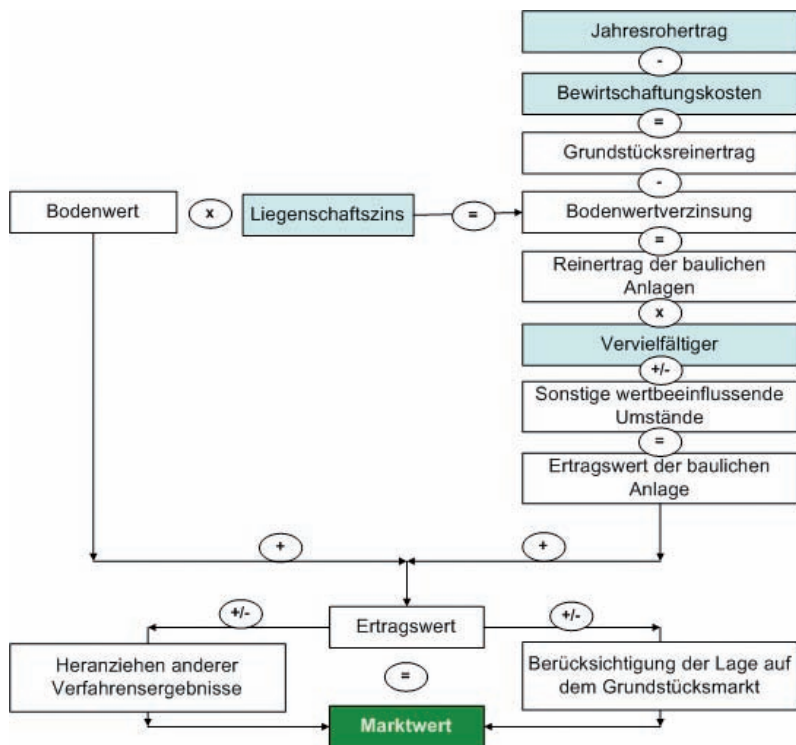 Jahresrohertrag
-
Bewirtschaftungskosten
=
Grundstücksreinertrag
-
Bodenwert
x
Liegenschaftszins
=
Bodenwertverzinsung
=
Reinertrag der baulichen
Anlagen
x
Vervielfältiger
+/-
Sonstige wertbeeinflussende
Umstände
=
Ertragswert der baulichen
Anlage
+
+
+/-
Ertragswert
+/-
Heranziehen anderer
Verfahrensergebnisse
=
Berücksichtigung der Lage auf
dem Grundstücksmarkt
Marktwert